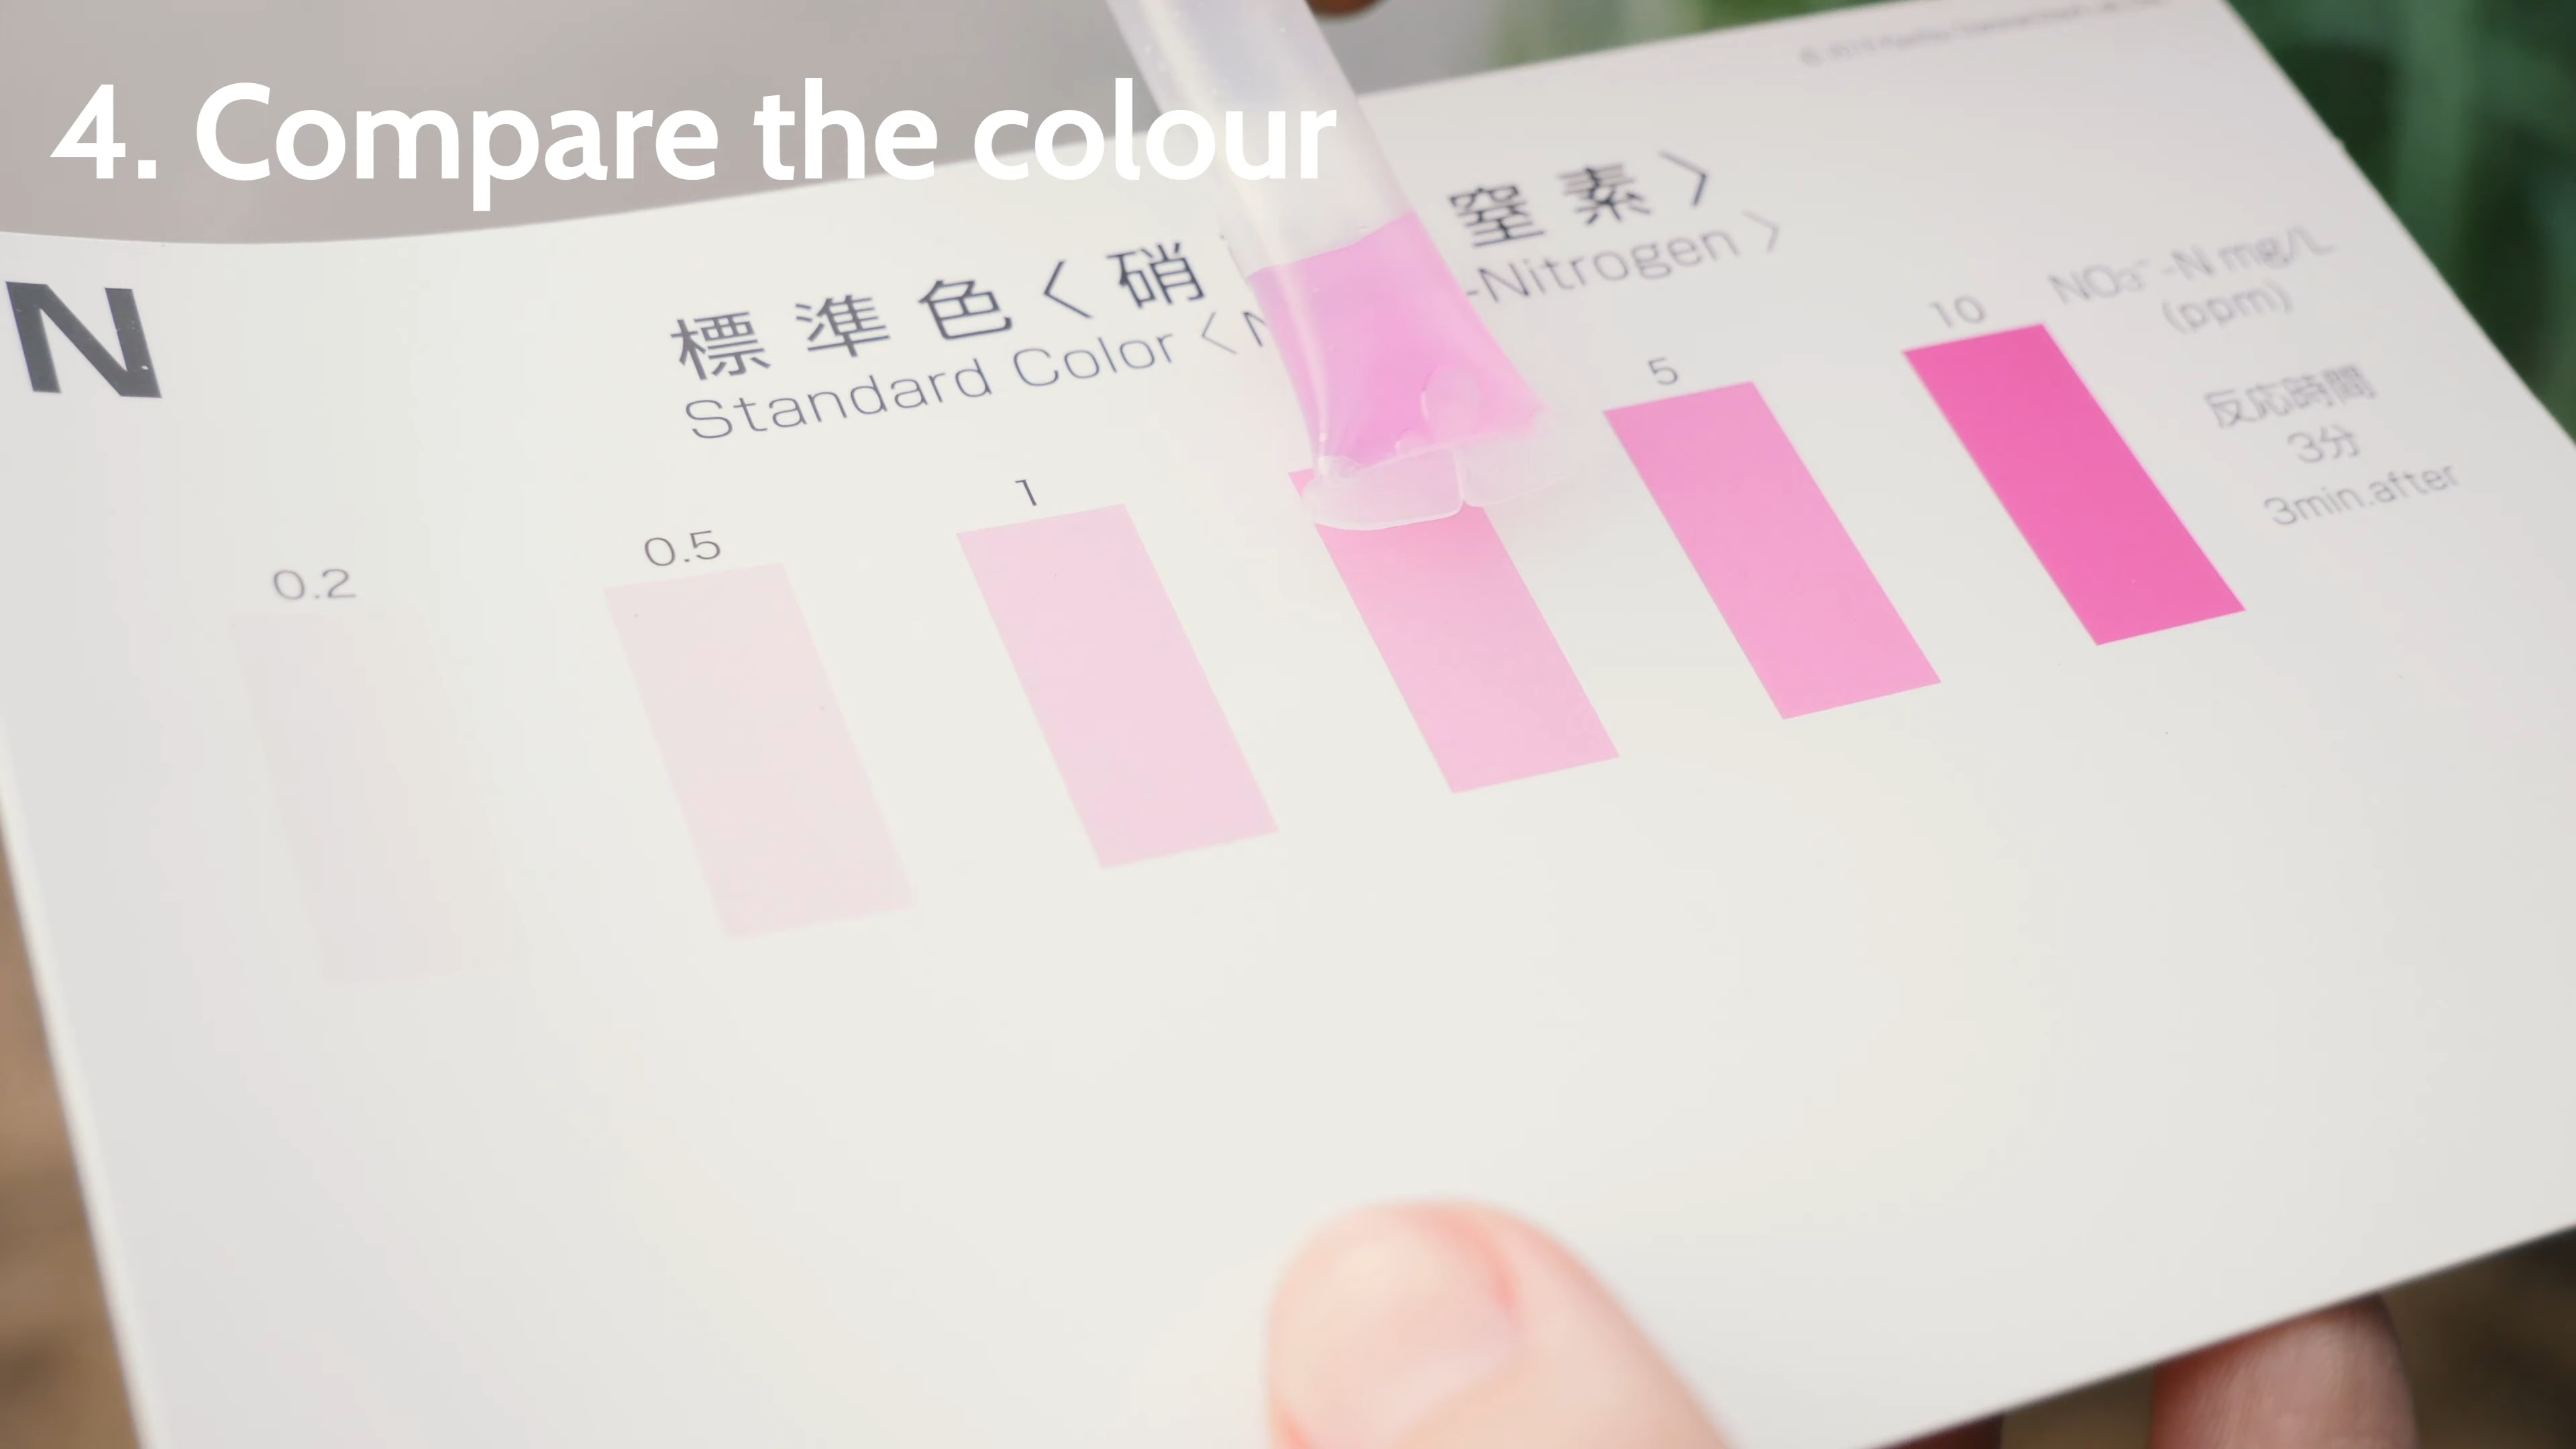 4. Compare the colour
N
標準色〈硝 窒素〉
Standard Color〈 -Nitrogen〉
0.2
0.5
1
5
10
NO₃⁻-N mg/L
(ppm)
反応時間
3分
3min.after